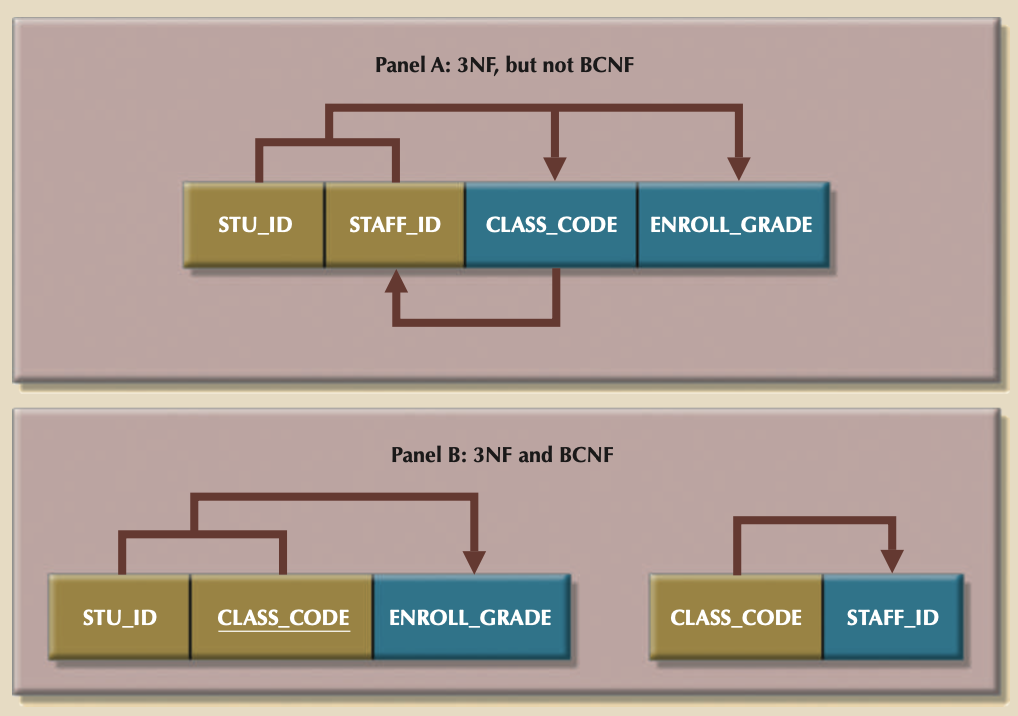 Panel A: 3NF, but not BCNF
STU_ID STAFF_ID CLASS_CODE ENROLL_GRADE
Panel B: 3NF and BCNF
STU_ID CLASS_CODE ENROLL_GRADE CLASS_CODE STAFF_ID